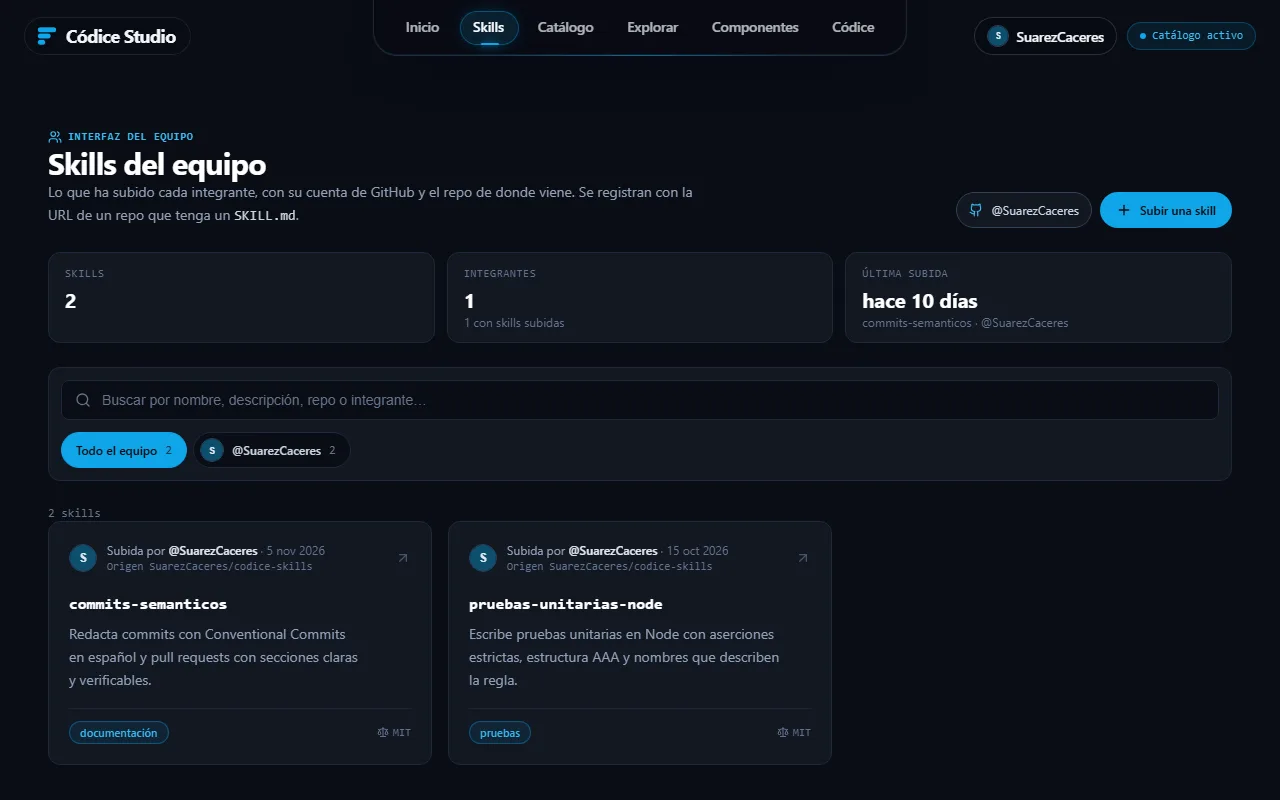 Códice Studio
Inicio
Skills
Catálogo
Explorar
Componentes
Códice
S
SuarezCaceres
Catálogo activo
INTERFAZ DEL EQUIPO
Skills del equipo
Lo que ha subido cada integrante, con su cuenta de GitHub y el repo de donde viene. Se registran con la
URL de un repo que tenga un SKILL.md.
@SuarezCaceres
Subir una skill
SKILLS
2
INTEGRANTES
1
1 con skills subidas
ÚLTIMA SUBIDA
hace 10 días
commits-semanticos · @SuarezCaceres
Buscar por nombre, descripción, repo o integrante…
Todo el equipo 2
S @SuarezCaceres 2
2 skills
S
Subida por @SuarezCaceres · 5 nov 2026
Origen SuarezCaceres/codice-skills
commits-semanticos
Redacta commits con Conventional Commits
en español y pull requests con secciones claras
y verificables.
documentación
MIT
S
Subida por @SuarezCaceres · 15 oct 2026
Origen SuarezCaceres/codice-skills
pruebas-unitarias-node
Escribe pruebas unitarias en Node con aserciones
estrictas, estructura AAA y nombres que describen
la regla.
pruebas
MIT